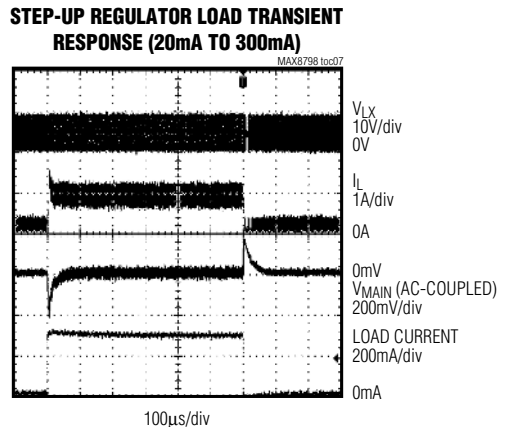 STEP-UP REGULATOR LOAD TRANSIENT
RESPONSE (20mA TO 300mA)
MAX8798 toc07
VLX
10V/div
0V
IL
1A/div
0A
0mV
VMAIN (AC-COUPLED)
200mV/div
LOAD CURRENT
200mA/div
0mA
100μs/div